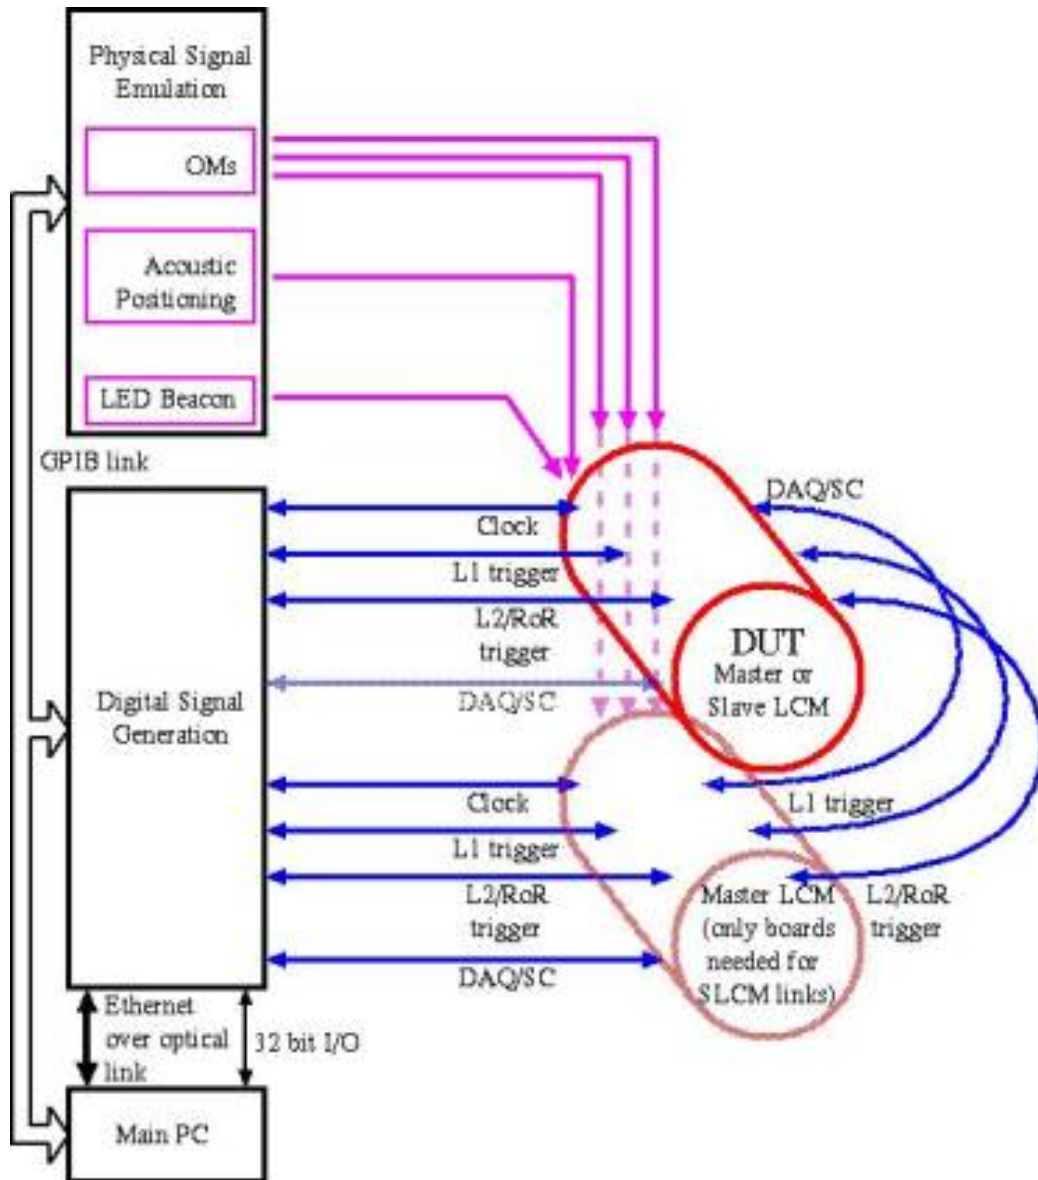 Physical Signal
Emulation
OMs
Acoustic
Positioning
LED Beacon
GPIB link
Digital Signal
Generation
Clock
L1 trigger
L2/RoR
trigger
DAQ/SC
Clock
L1 trigger
L2/RoR
trigger
DAQ/SC
DAQ/SC
DUT
Master or
Slave LCM
L1 trigger
L2/RoR
trigger
Master LCM
(only boards
needed for
SLCM links)
Ethernet
over optical
link
32 bit I/O
Main PC